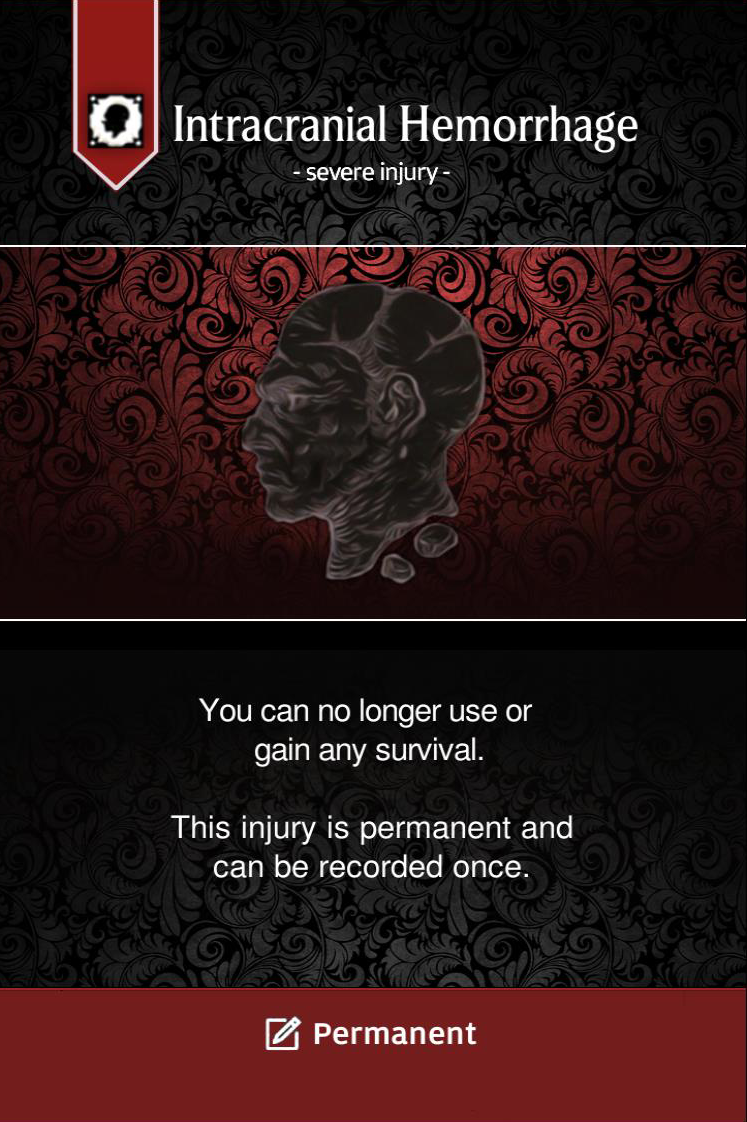 Intracranial Hemorrhage
- severe injury -
You can no longer use or
gain any survival.
This injury is permanent and
can be recorded once.
Permanent